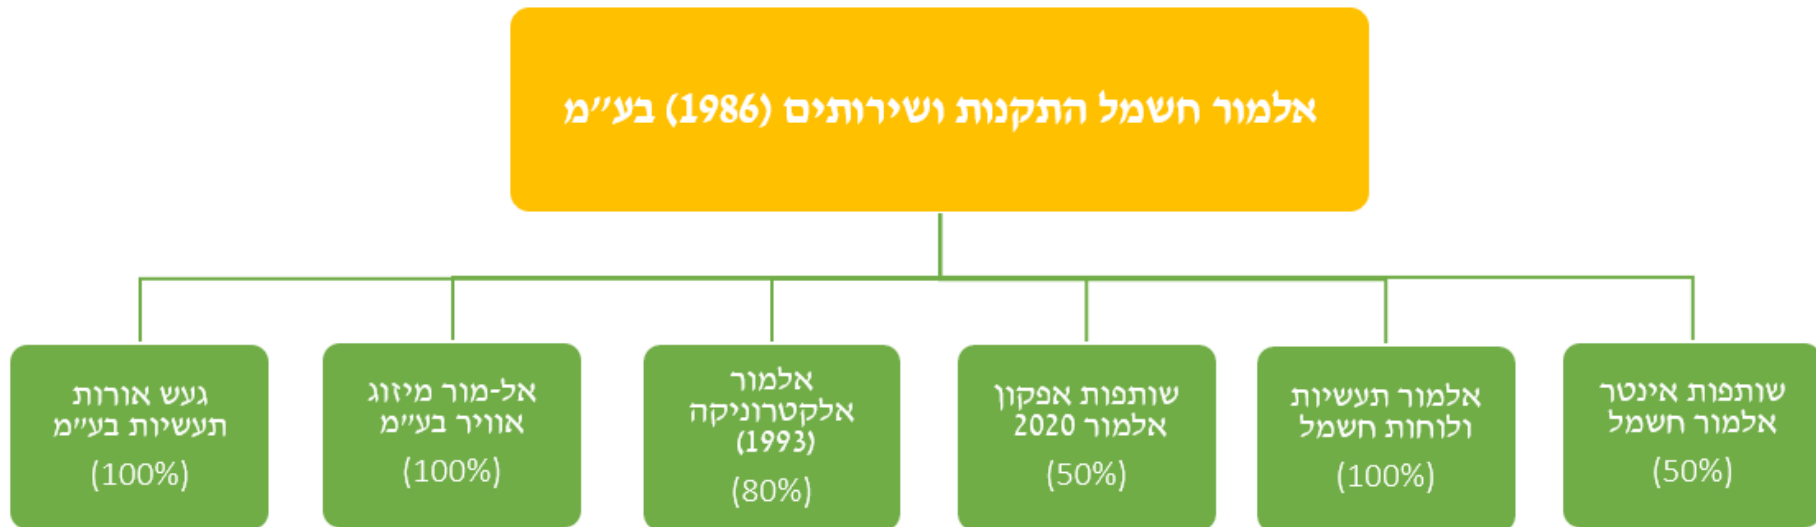 אלמור חשמל התקנות ושירותים (1986) בע״מ
שותפות אינטר
אלמור חשמל
(50%)
אלמור תעשיות
ולוחות חשמל
(100%)
שותפות אפקון
אלמור 2020
(50%)
אלמור
אלקטרוניקה
(1993)
(80%)
אל-מור מיזוג
אוויר בע״מ
(100%)
געש אורות
תעשיות בע״מ
(100%)